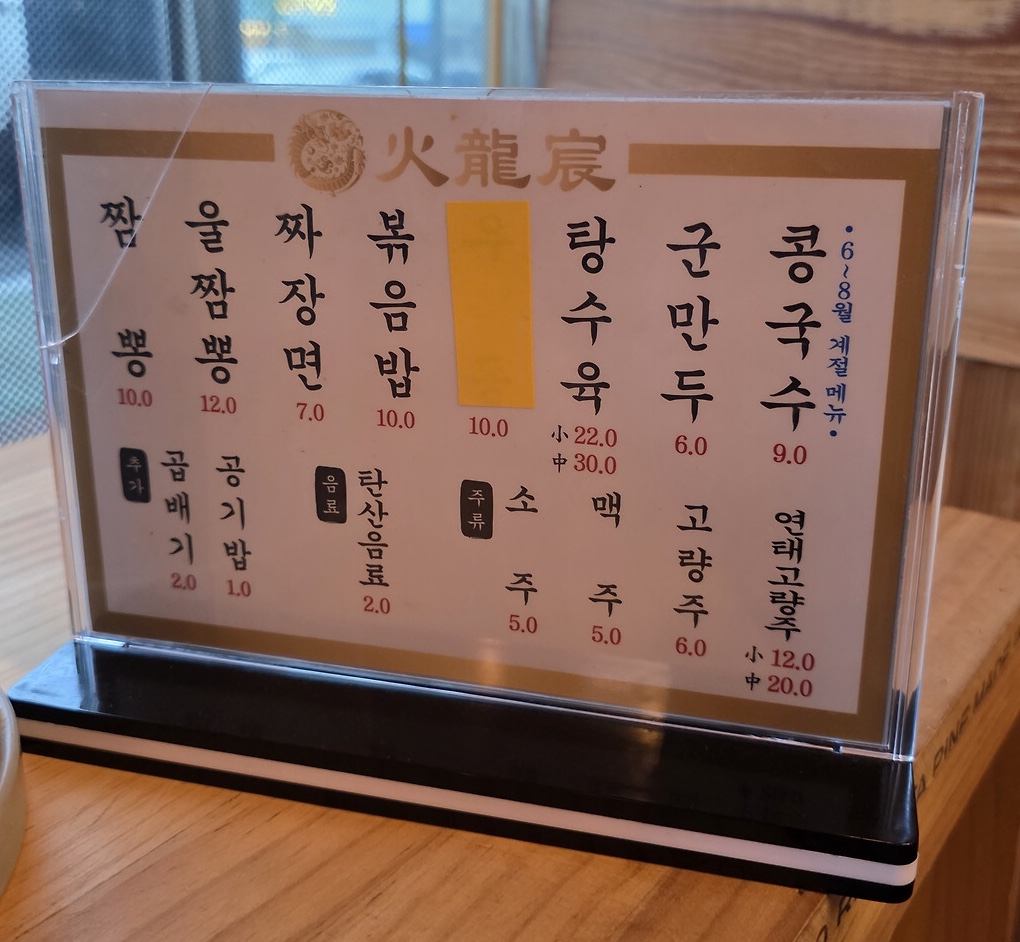 火龍宸
짬뽕
10.0
울짬뽕
12.0
짜장면
7.0
볶음밥
10.0
10.0
탕수육
小 22.0
中 30.0
군만두
6.0
콩국수
9.0
•6~8월 계절 메뉴•
추가
곱배기
2.0
공기밥
1.0
음료
탄산음료
2.0
주류
소주
5.0
맥주
5.0
고량주
6.0
연태고량주
小 12.0
中 20.0
PINE MADE